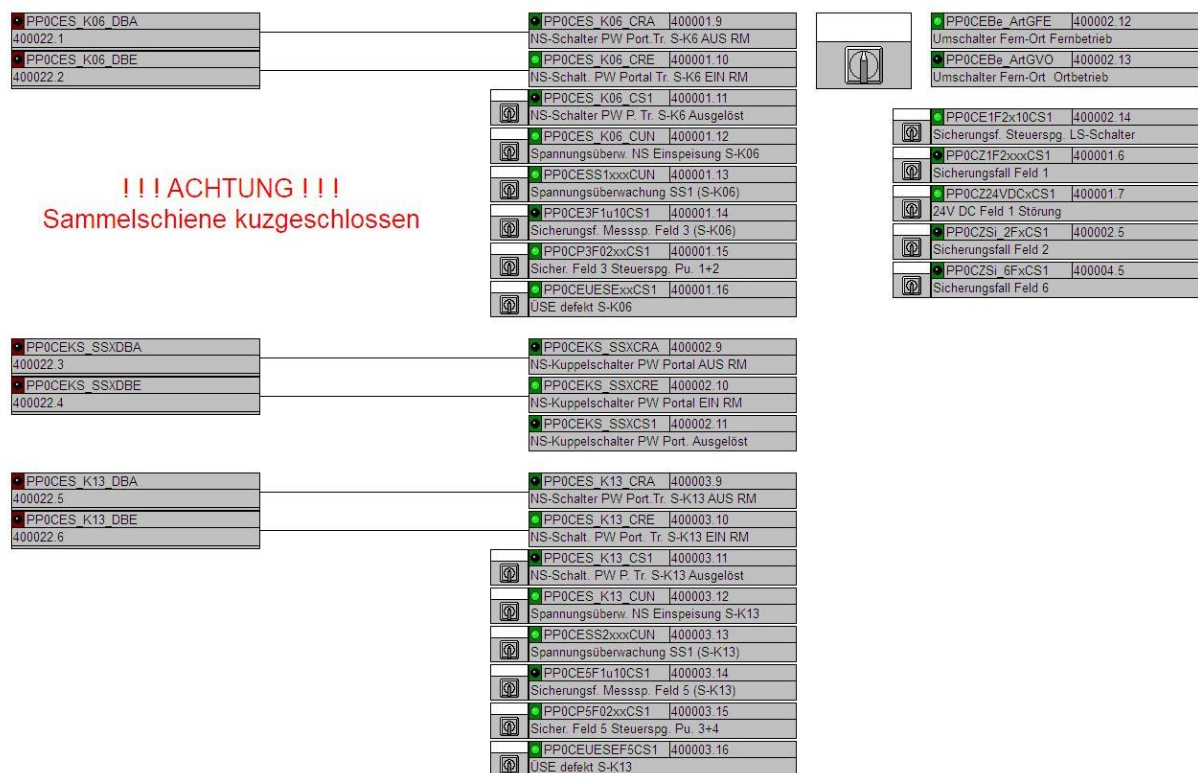 PP0CES_K06_DBA
400022.1
PP0CES_K06_DBE
400022.2
PP0CES_K06_CRA 400001.9
NS-Schalter PW Port.Tr. S-K6 AUS RM
PP0CES_K06_CRE 400001.10
NS-Schalt. PW Portal Tr. S-K6 EIN RM
PP0CES_K06_CS1 400001.11
NS-Schalter PW P. Tr. S-K6 Ausgelöst
PP0CES_K06_CUN 400001.12
Spannungsüberw. NS Einspeisung S-K06
PP0CESS1xxxCUN 400001.13
Spannungsüberwachung SS1 (S-K06)
PP0CE3F1u10CS1 400001.14
Sicherungsf. Messsp. Feld 3 (S-K06)
PP0CP3F02xxCS1 400001.15
Sicher. Feld 3 Steuerspg. Pu. 1+2
PP0CEUESExxCS1 400001.16
ÜSE defekt S-K06
PP0CEBe_ArtGFE 400002.12
Umschalter Fern-Ort Fernbetrieb
PP0CEBe_ArtGVO 400002.13
Umschalter Fern-Ort Ortbetrieb
PP0CE1F2x10CS1 400002.14
Sicherungsf. Steuerspg. LS-Schalter
PP0CZ1F2xxxCS1 400001.6
Sicherungsfall Feld 1
PP0CZ24VDCxCS1 400001.7
24V DC Feld 1 Störung
PP0CZSi_2FxCS1 400002.5
Sicherungsfall Feld 2
PP0CZSi_6FxCS1 400004.5
Sicherungsfall Feld 6
! ! ! ACHTUNG ! ! !
Sammelschiene kuzgeschlossen
PP0CEKS_SSXDBA
400022.3
PP0CEKS_SSXDBE
400022.4
PP0CEKS_SSXCRA 400002.9
NS-Kuppelschalter PW Portal AUS RM
PP0CEKS_SSXCRE 400002.10
NS-Kuppelschalter PW Portal EIN RM
PP0CEKS_SSXCS1 400002.11
NS-Kuppelschalter PW Port. Ausgelöst
PP0CES_K13_DBA
400022.5
PP0CES_K13_DBE
400022.6
PP0CES_K13_CRA 400003.9
NS-Schalter PW Port.Tr. S-K13 AUS RM
PP0CES_K13_CRE 400003.10
NS-Schalt. PW Port. Tr. S-K13 EIN RM
PP0CES_K13_CS1 400003.11
NS-Schalt. PW P. Tr. S-K13 Ausgelöst
PP0CES_K13_CUN 400003.12
Spannungsüberw. NS Einspeisung S-K13
PP0CESS2xxxCUN 400003.13
Spannungsüberwachung SS1 (S-K13)
PP0CE5F1u10CS1 400003.14
Sicherungsf. Messsp. Feld 5 (S-K13)
PP0CP5F02xxCS1 400003.15
Sicher. Feld 5 Steuerspg. Pu. 3+4
PP0CEUESEF5CS1 400003.16
ÜSE defekt S-K13